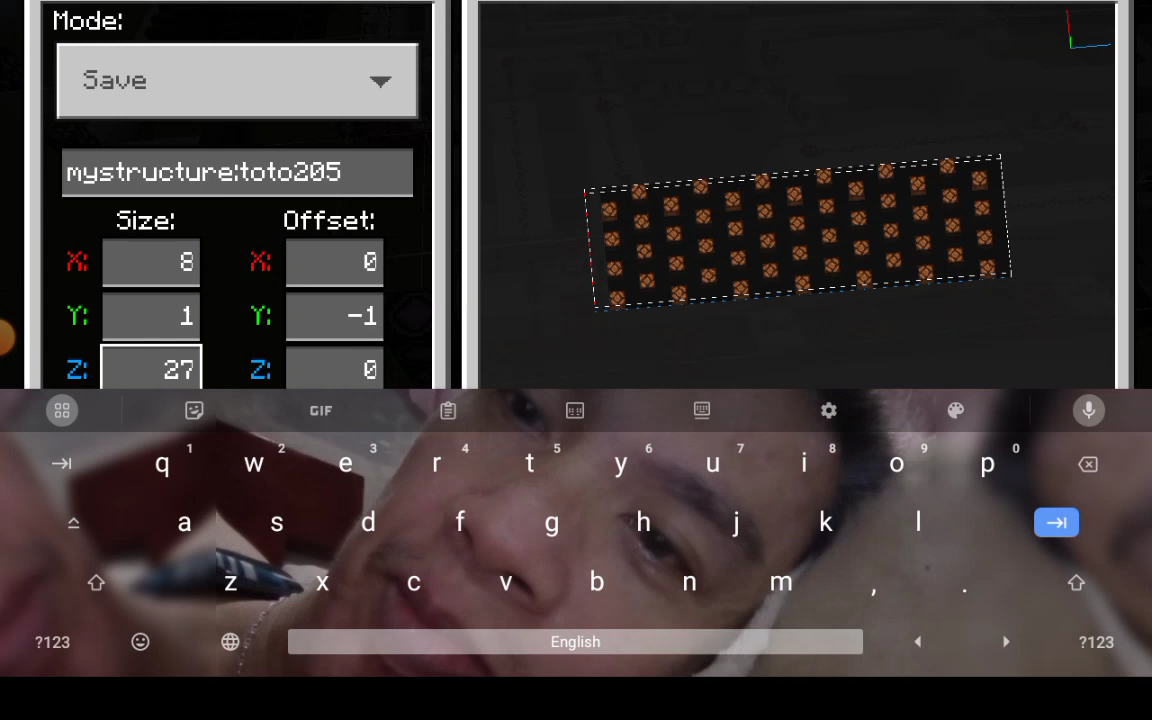 Mode:
Save
mystructure:toto205
Size: Offset:
X: 8 X: 0
Y: 1 Y: -1
Z: 27 Z: 0
GIF
1 2 3 4 5 6 7 8 9 0
q w e r t y u i o p
a s d f g h j k l
z x c v b n m , .
?123 English ?123